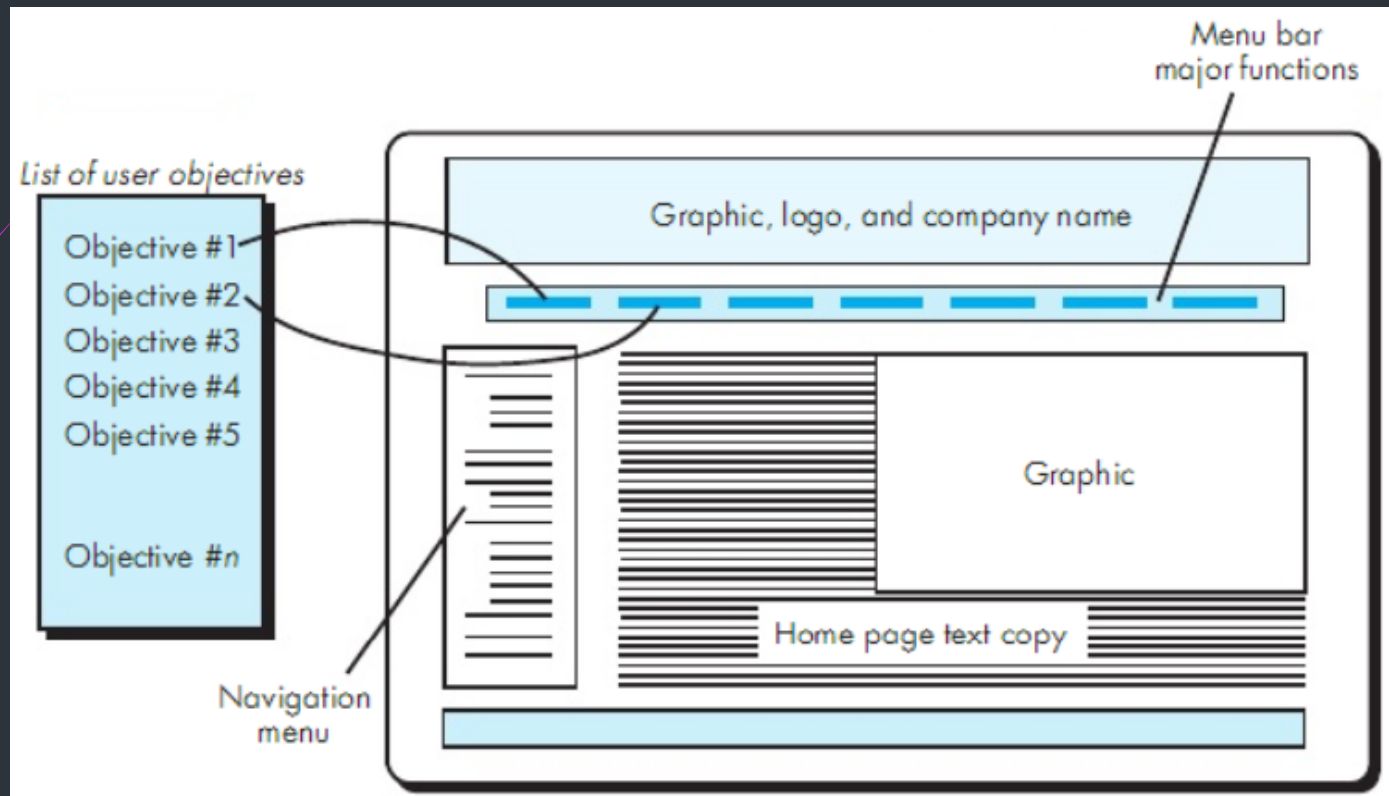 Menu bar
major functions
List of user objectives
Graphic, logo, and company name
Objective #1
Objective #2
Objective #3
Objective #4
Objective #5
Objective #n
Graphic
Home page text copy
Navigation
menu